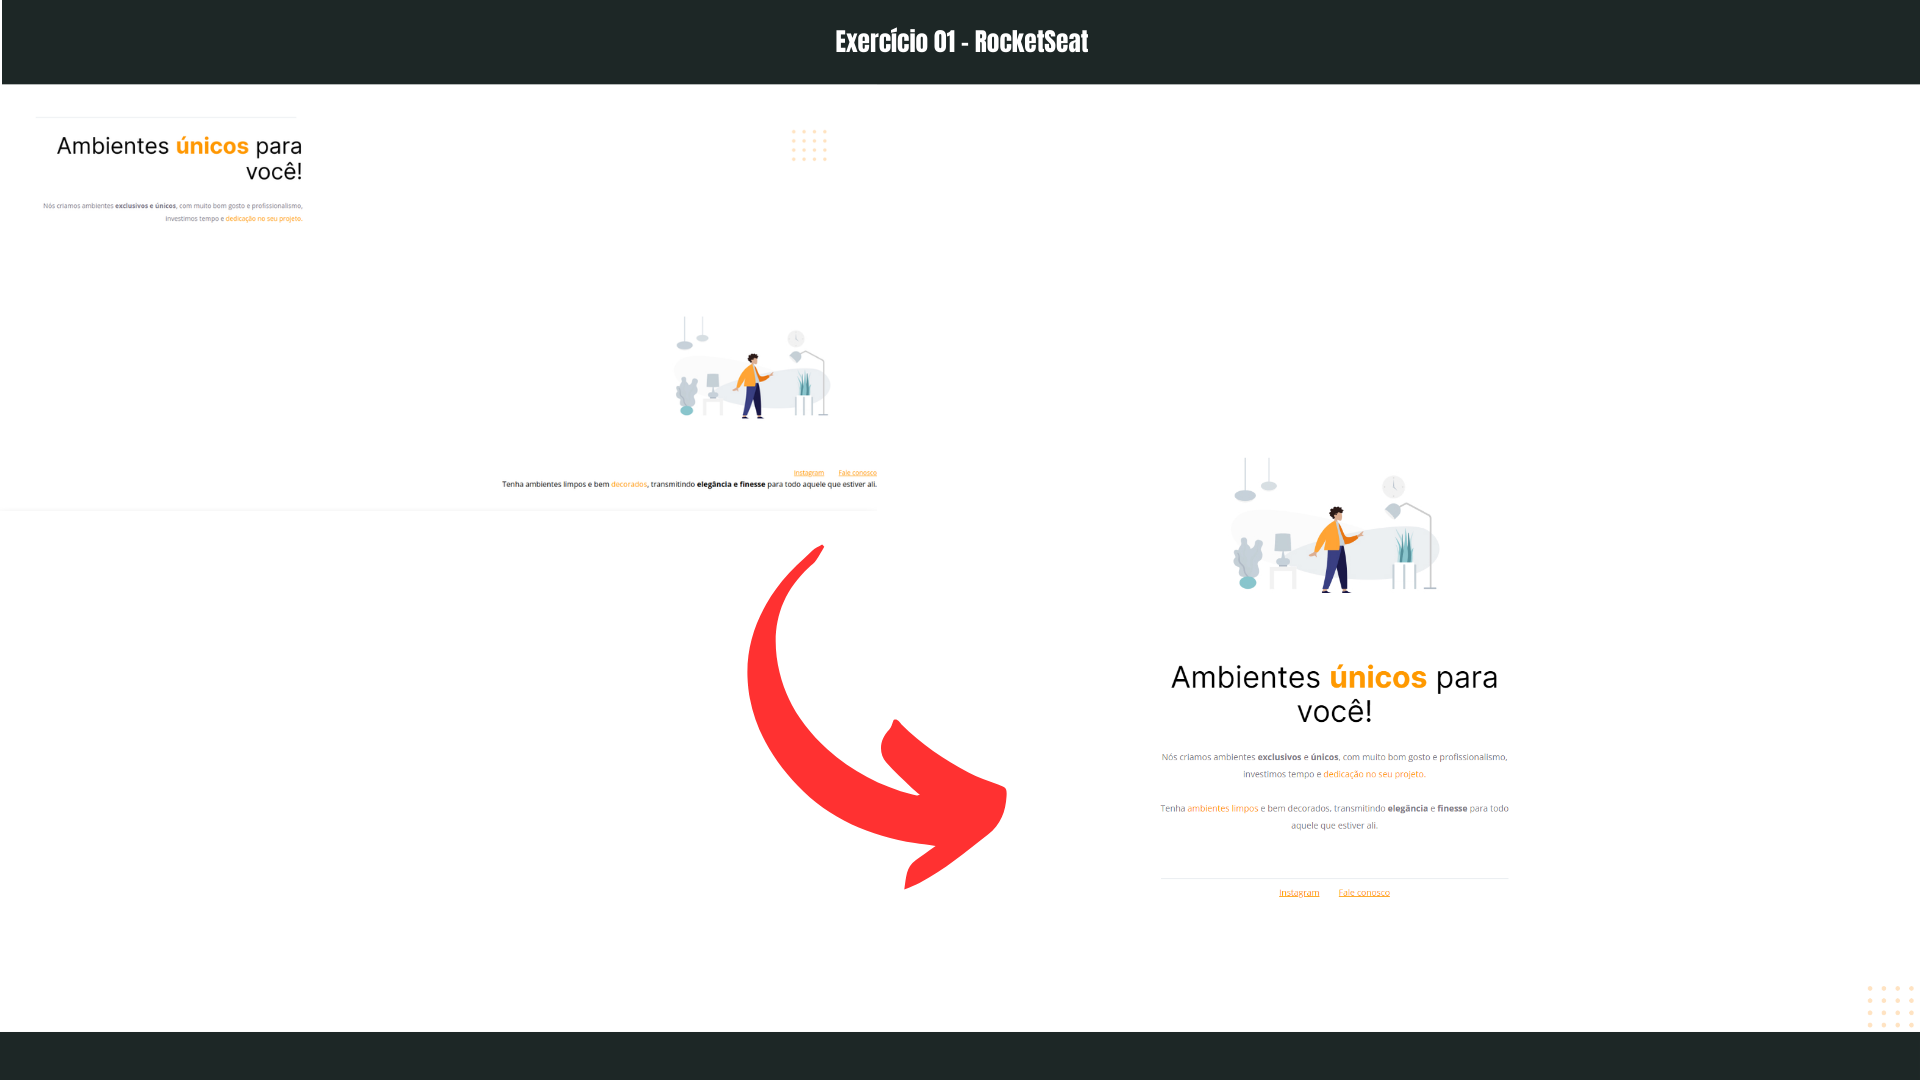 Exercício 01 - RocketSeat
Ambientes únicos para
você!
Nós criamos ambientes exclusivos e únicos, com muito bom gosto e profissionalismo,
investimos tempo e dedicação no seu projeto.
Instagram Fale conosco
Tenha ambientes limpos e bem decorados, transmitindo elegância e finesse para todo aquele que estiver ali.
Ambientes únicos para
você!
Nós criamos ambientes exclusivos e únicos, com muito bom gosto e profissionalismo,
investimos tempo e dedicação no seu projeto.
Tenha ambientes limpos e bem decorados, transmitindo elegância e finesse para todo
aquele que estiver ali.
Instagram Fale conosco